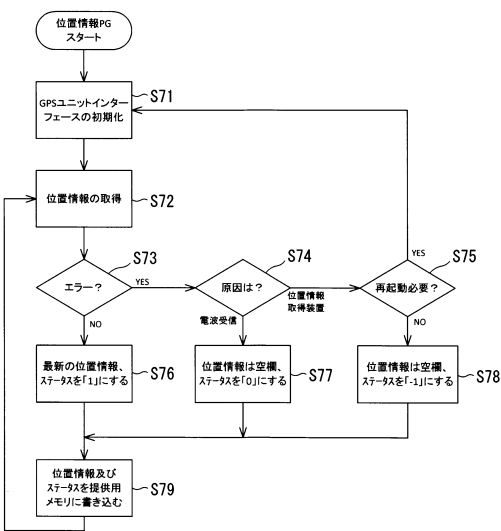 位置情報PG
スタート
S71
GPSユニットインター
フェースの初期化
位置情報の取得
S72
S73
エラー?
YES
NO
S74
原因は?
電波受信
位置情報
取得装置
YES
S75
再起動必要?
NO
最新の位置情報、
ステータスを「1」にする
S76
位置情報は空欄、
ステータスを「0」にする
S77
位置情報は空欄、
ステータスを「-1」にする
S78
位置情報及び
ステータスを提供用
メモリに書き込む
S79